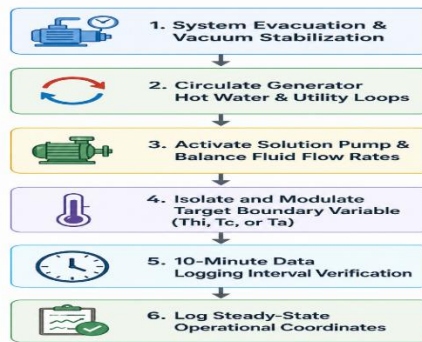 1. System Evacuation &
Vacuum Stabilization
2. Circulate Generator
Hot Water & Utility Loops
3. Activate Solution Pump &
Balance Fluid Flow Rates
4. Isolate and Modulate
Target Boundary Variable
(Thi, Tc, or Ta)
5. 10-Minute Data
Logging Interval Verification
6. Log Steady-State
Operational Coordinates